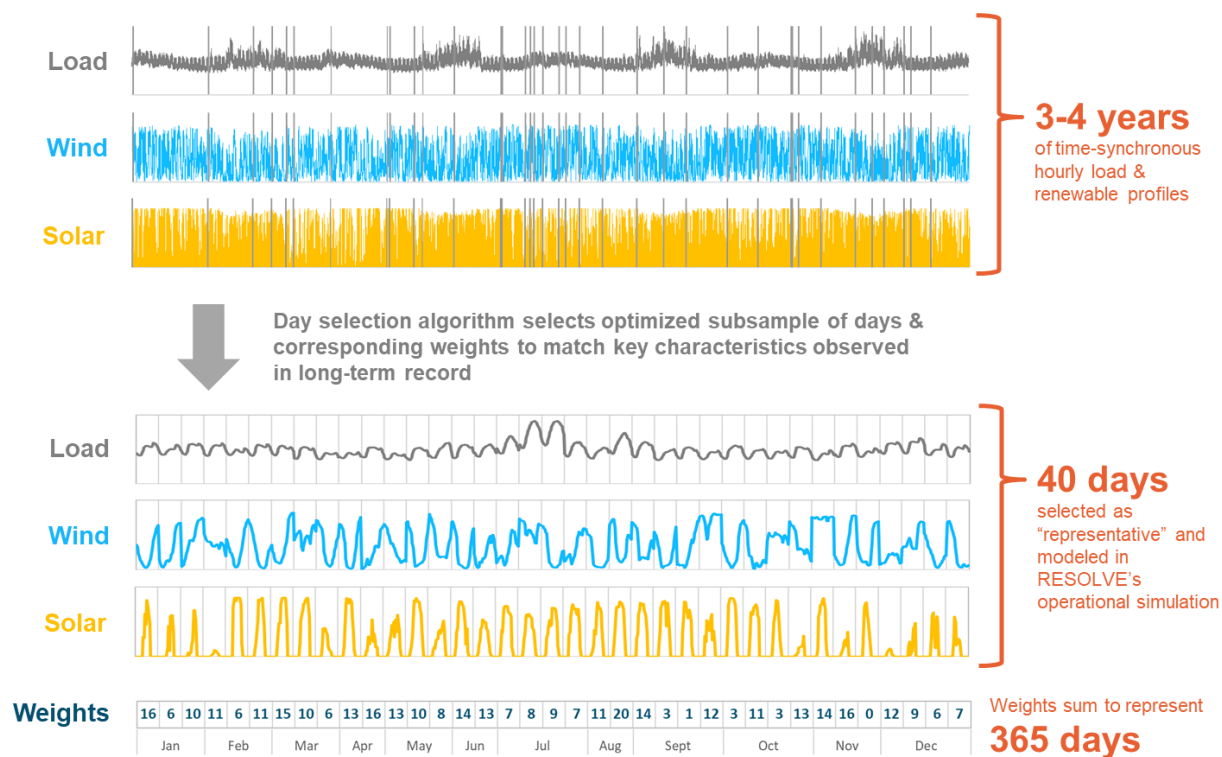 Load
Wind
Solar
3-4 years
of time-synchronous
hourly load &
renewable profiles
Day selection algorithm selects optimized subsample of days &
corresponding weights to match key characteristics observed
in long-term record
Load
Wind
Solar
40 days
selected as
“representative” and
modeled in
RESOLVE’s
operational simulation
Weights
16 6 10 11 6 11 15 10 6 13 16 13 10 8 14 13 7 8 9 7 11 20 14 3 1 12 3 11 3 13 14 16 0 12 9 6 7
Jan Feb Mar Apr May Jun Jul Aug Sept Oct Nov Dec
Weights sum to represent
365 days